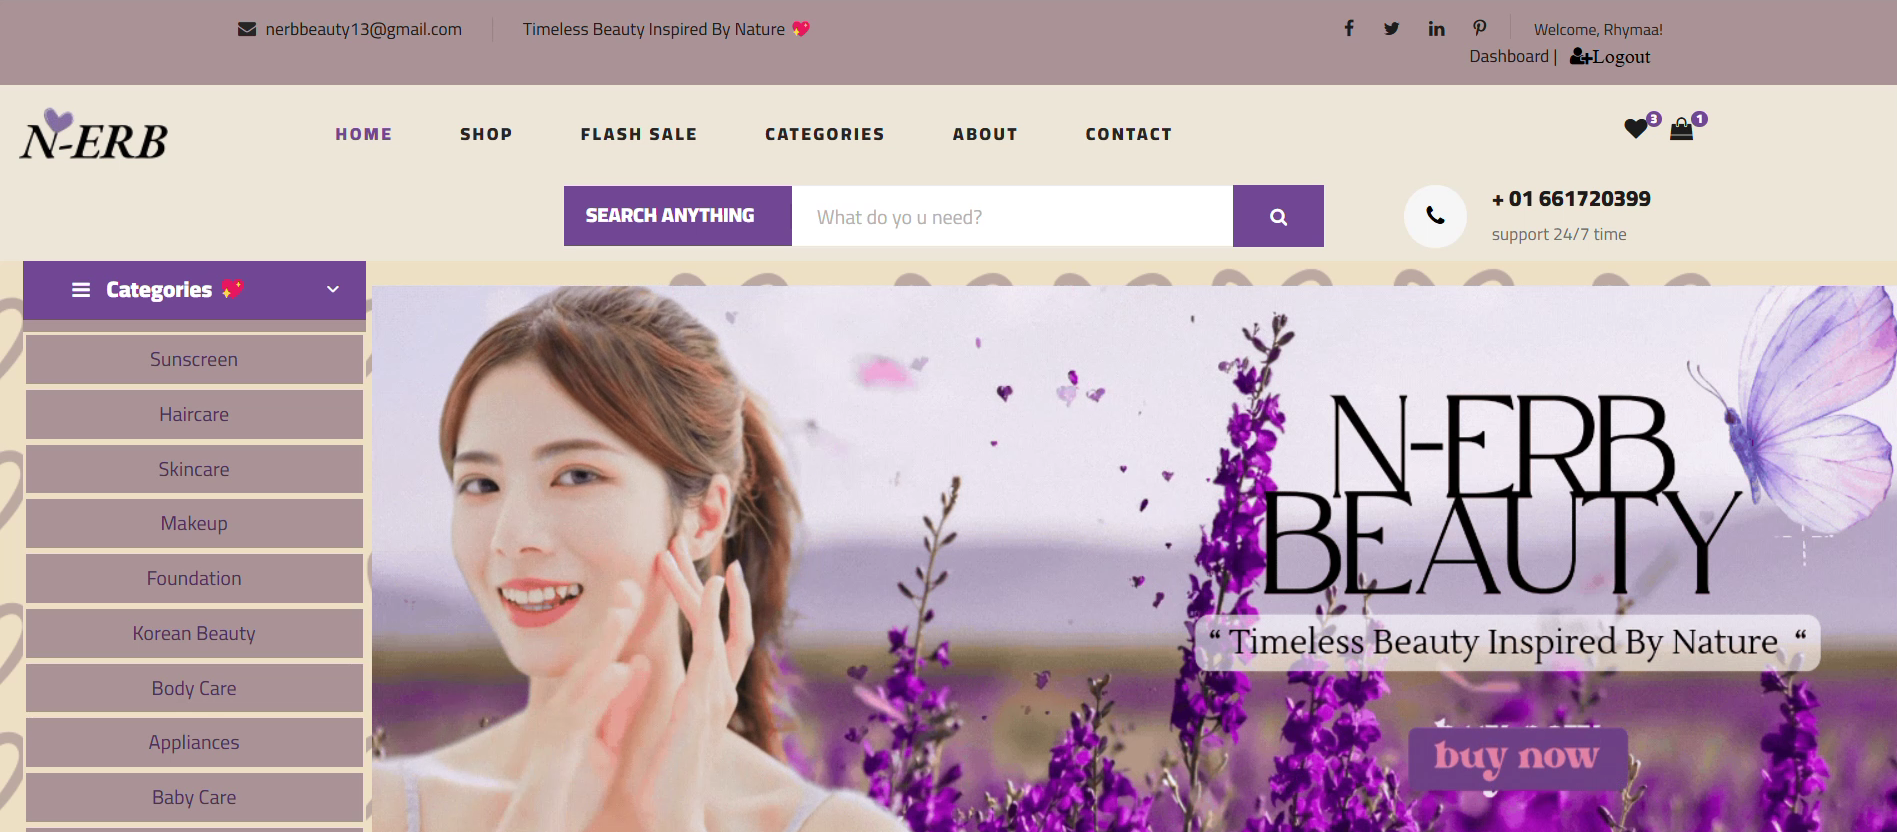 nerbbeauty13@gmail.com
Timeless Beauty Inspired By Nature 💖
Welcome, Rhymaa!
Dashboard |
Logout
N-ERB
HOME
SHOP
FLASH SALE
CATEGORIES
ABOUT
CONTACT
3
1
SEARCH ANYTHING
What do yo u need?
+ 01 661720399
support 24/7 time
Categories 💖
Sunscreen
Haircare
Skincare
Makeup
Foundation
Korean Beauty
Body Care
Appliances
Baby Care
N-ERB
BEAUTY
“ Timeless Beauty Inspired By Nature “
buy now